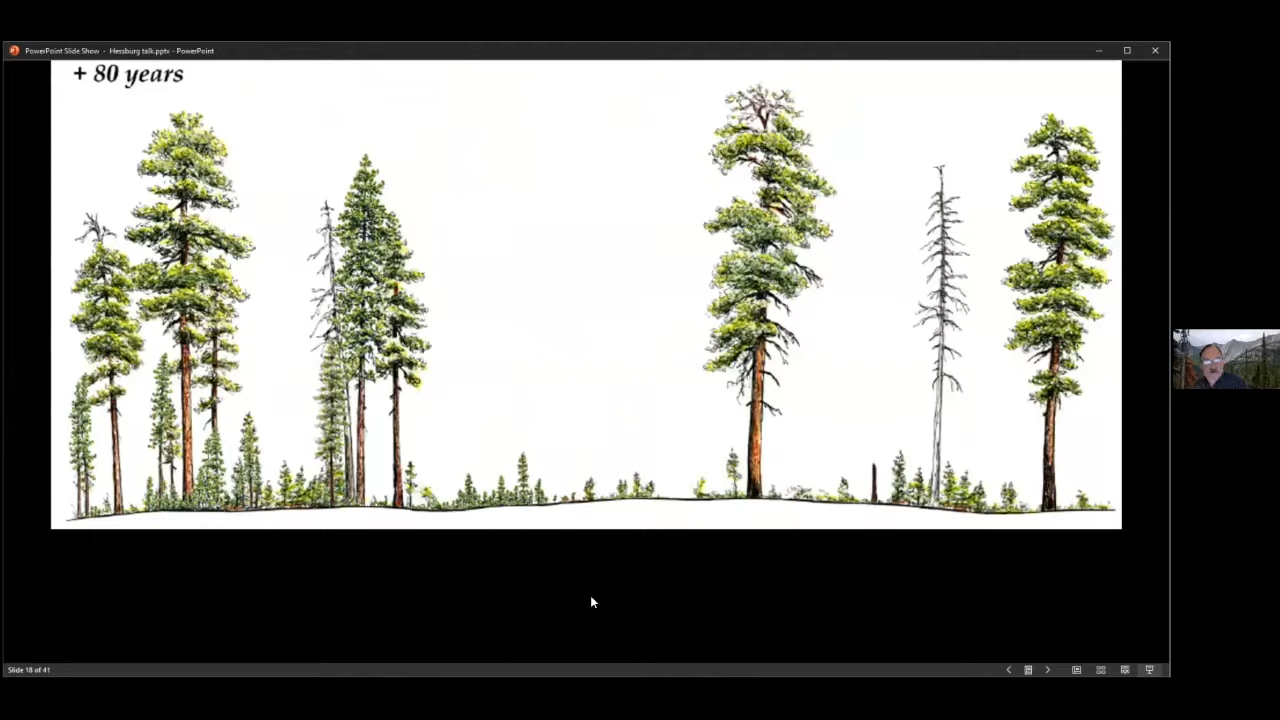 PowerPoint Slide Show - Hessburg talk.pptx - PowerPoint
+ 80 years
Slide 18 of 41